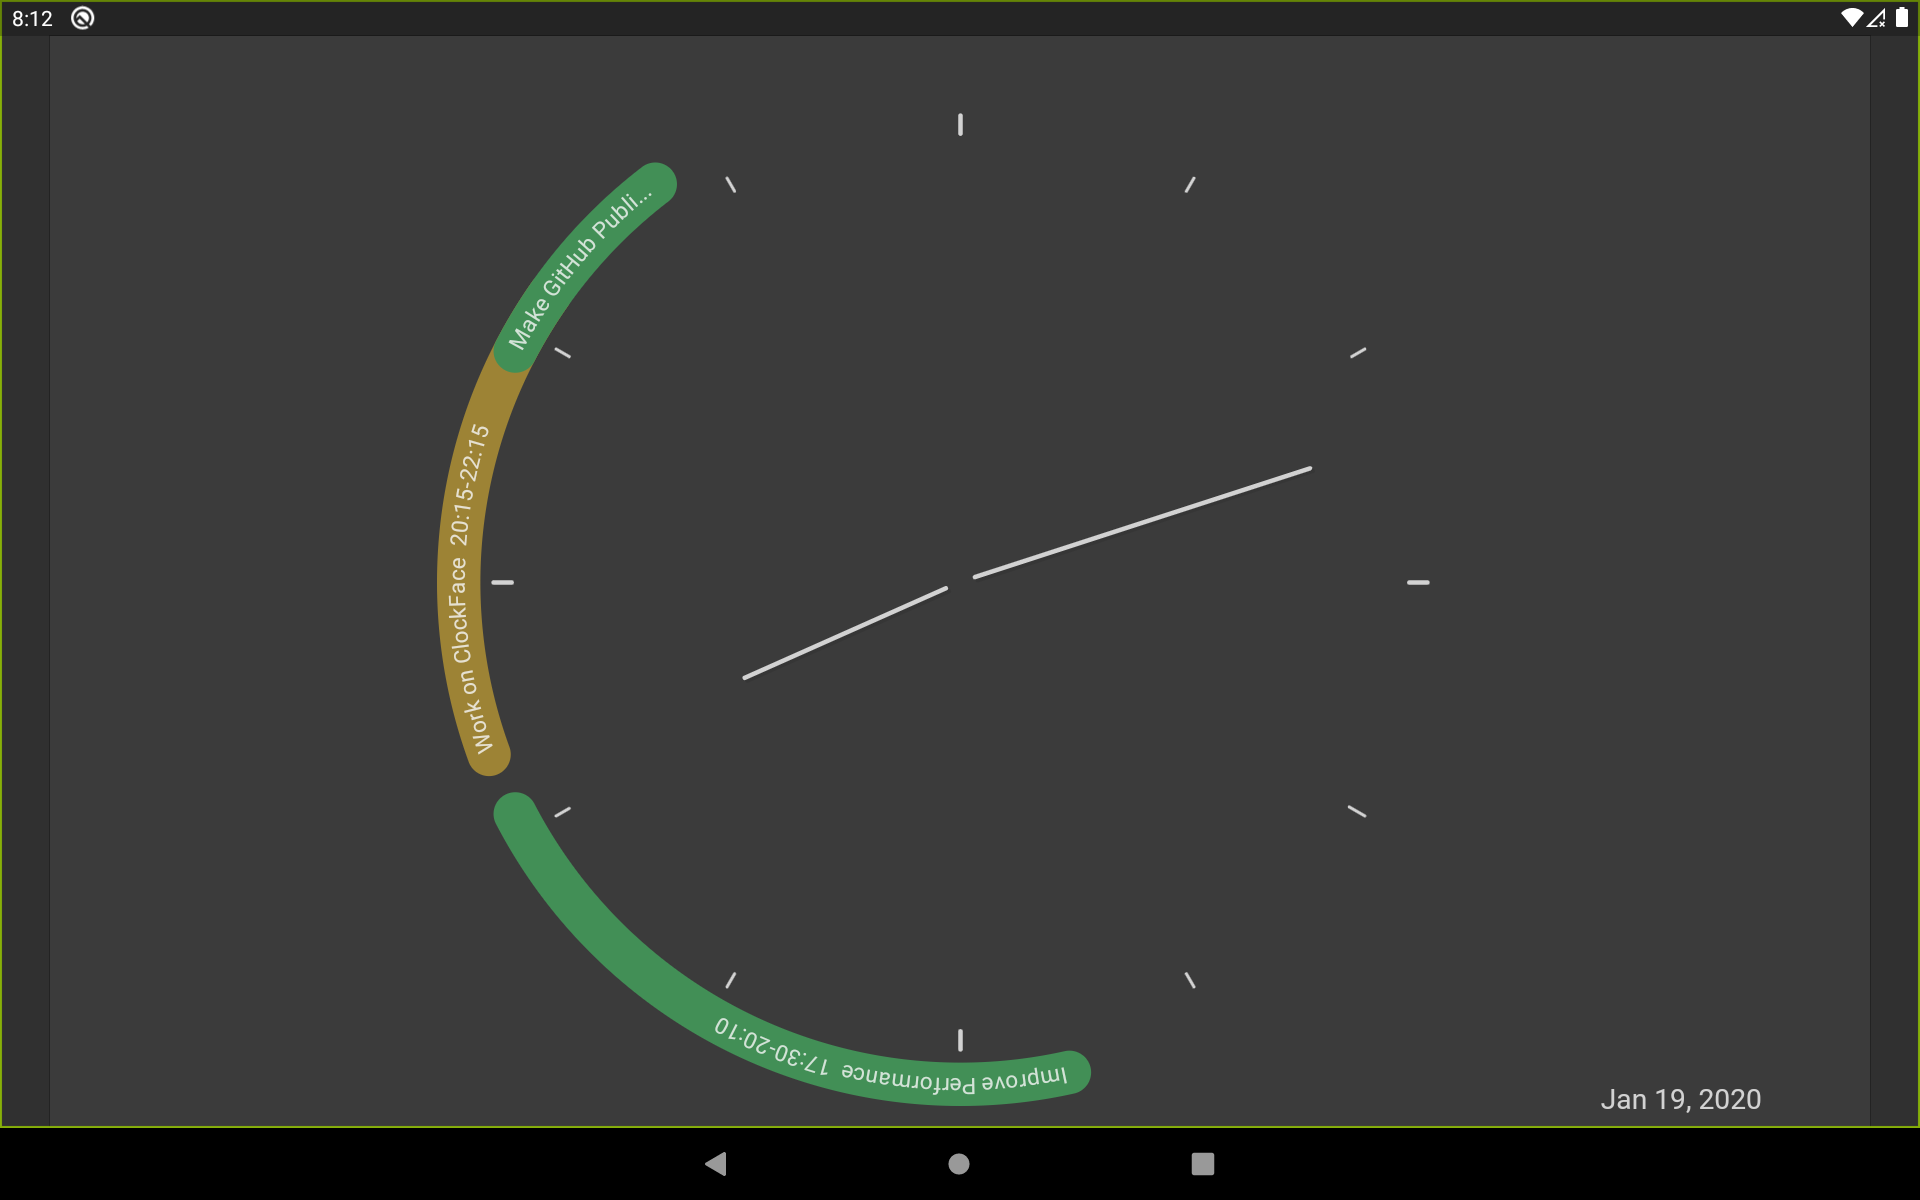 8:12
Make GitHub Publi...
Work on ClockFace 20:15-22:15
Improve Performance 17:30-20:10
Jan 19, 2020